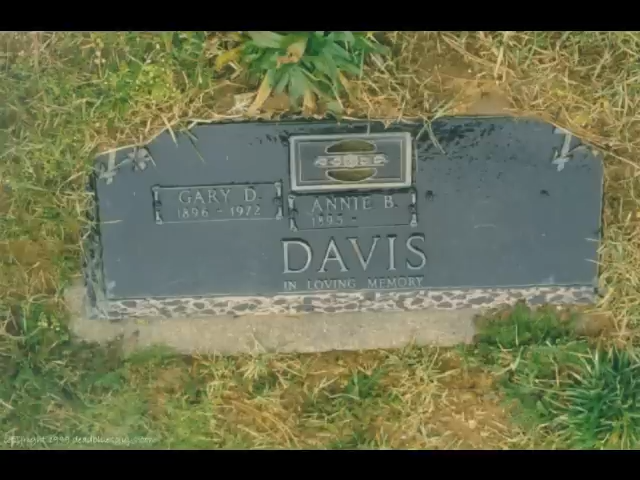 GARY D.
1896 - 1972
ANNIE B.
1895 -
DAVIS
IN LOVING MEMORY